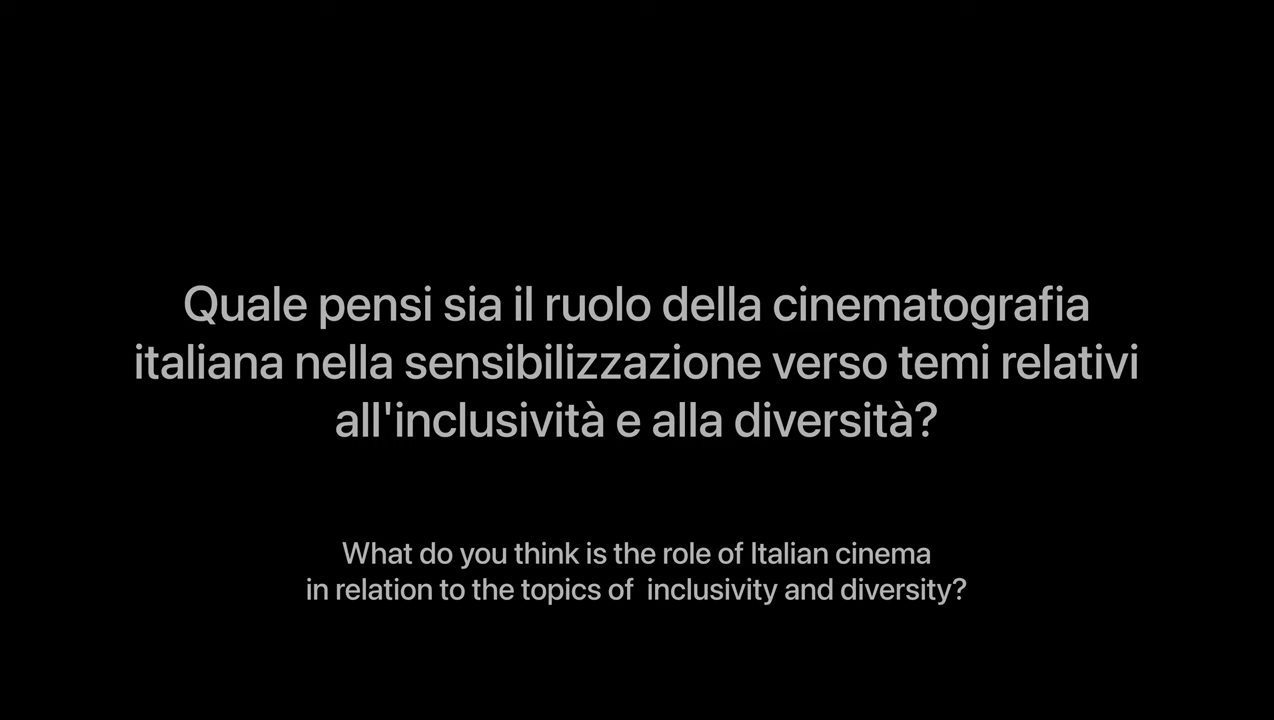 Quale pensi sia il ruolo della cinematografia
italiana nella sensibilizzazione verso temi relativi
all'inclusività e alla diversità?
What do you think is the role of Italian cinema
in relation to the topics of  inclusivity and diversity?